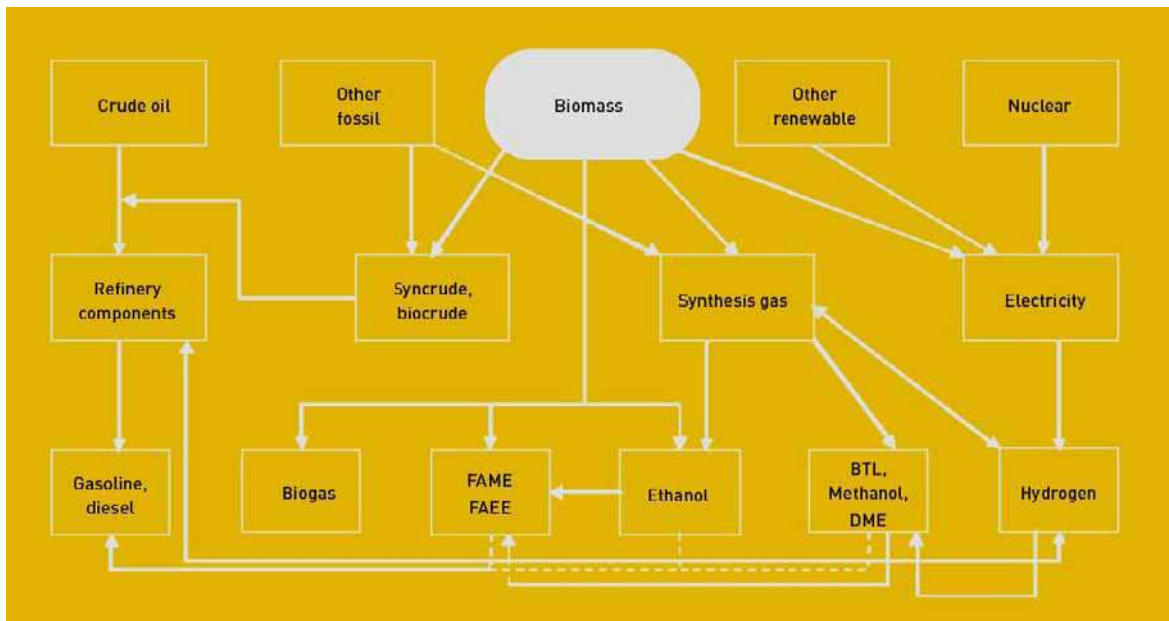 Crude oil
Other
fossil
Biomass
Other
renewable
Nuclear
Refinery
components
Syncrude,
biocrude
Synthesis gas
Electricity
Gasoline,
diesel
Biogas
FAME
FAEE
Ethanol
BTL,
Methanol,
DME
Hydrogen